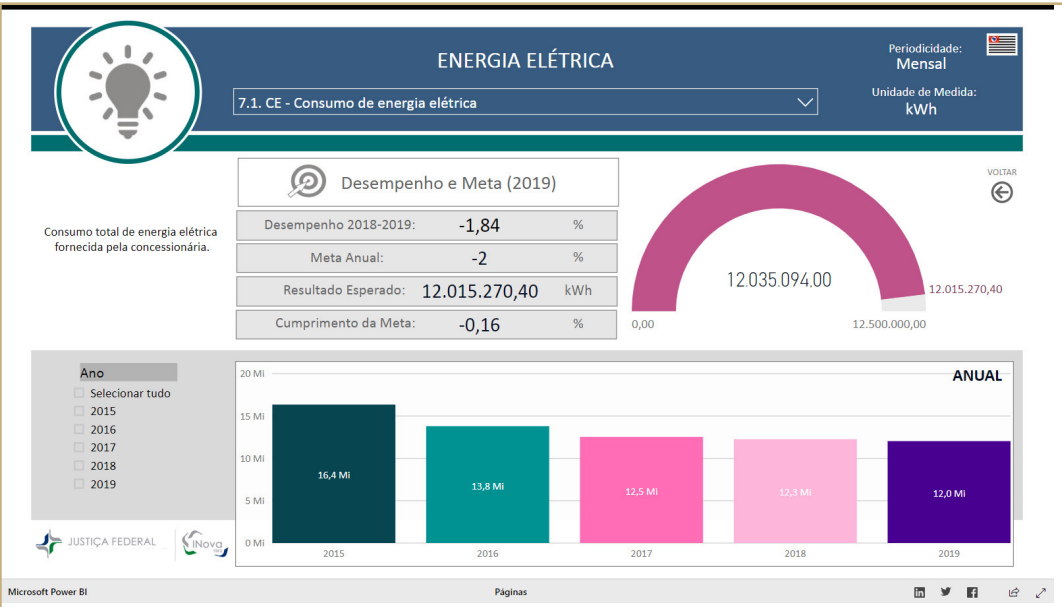 ENERGIA ELÉTRICA
Periodicidade:
Mensal
7.1. CE - Consumo de energia elétrica
Unidade de Medida:
kWh
Desempenho e Meta (2019)
VOLTAR
Consumo total de energia elétrica
fornecida pela concessionária.
Desempenho 2018-2019: -1,84 %
Meta Anual: -2 %
Resultado Esperado: 12.015.270,40 kWh
Cumprimento da Meta: -0,16 %
12.035.094,00
12.015.270,40
0,00
12.500.000,00
Ano
Selecionar tudo
2015
2016
2017
2018
2019
ANUAL
20 Mi
15 Mi
10 Mi
5 Mi
0 Mi
16,4 Mi
13,8 Mi
12,5 Mi
12,3 Mi
12,0 Mi
2015 2016 2017 2018 2019
JUSTIÇA FEDERAL
iNova
Microsoft Power BI
Páginas